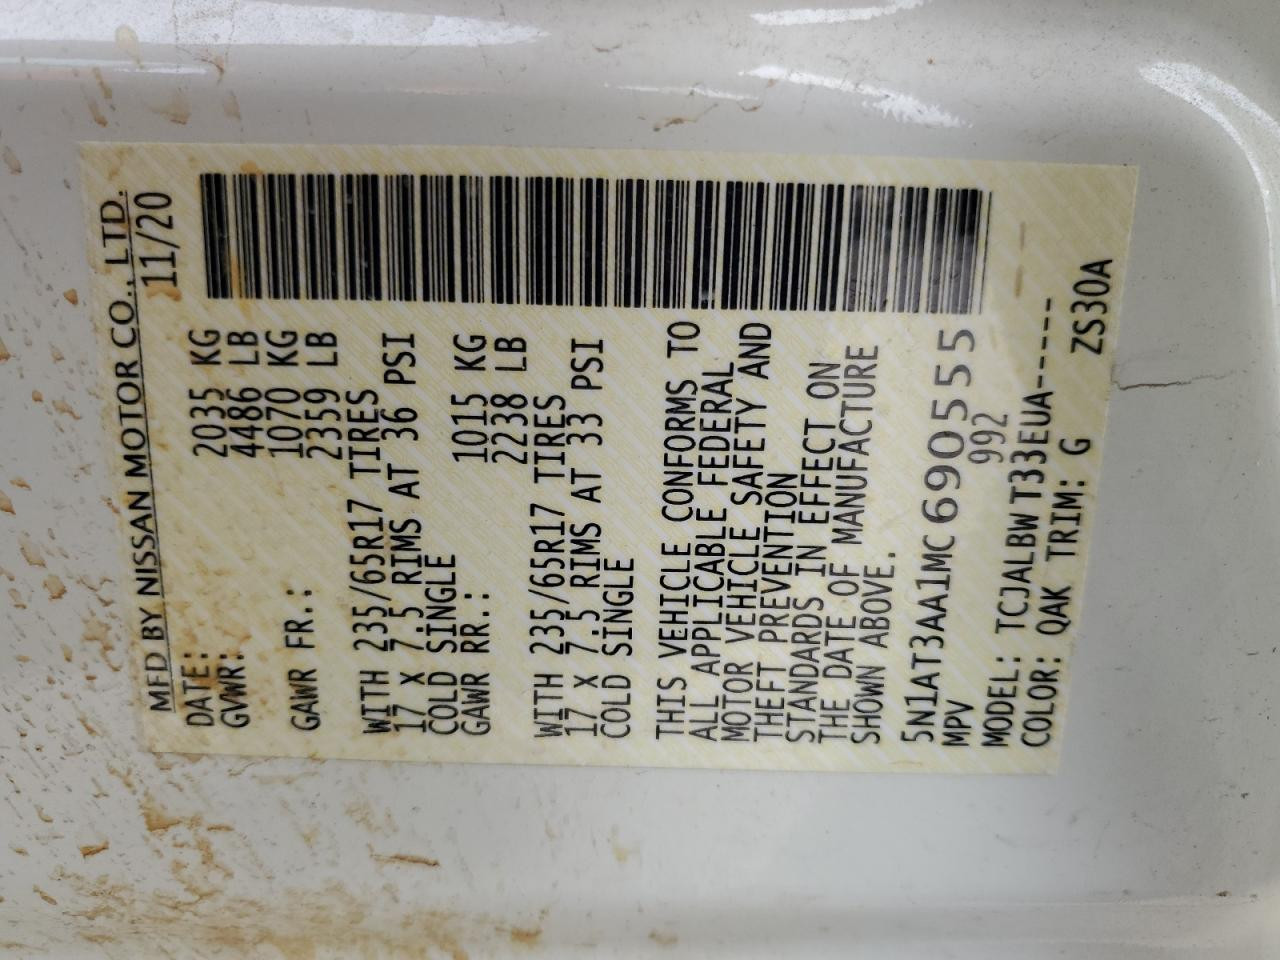 MFD BY NISSAN MOTOR CO., LTD.
DATE: 11/20
GVWR: 2035 KG
4486 LB
GAWR FR.: 1070 KG
2359 LB
WITH 235/65R17 TIRES
17 X 7.5 RIMS AT 36 PSI
COLD SINGLE
GAWR RR.: 1015 KG
2238 LB
WITH 235/65R17 TIRES
17 X 7.5 RIMS AT 33 PSI
COLD SINGLE
THIS VEHICLE CONFORMS TO
ALL APPLICABLE FEDERAL
MOTOR VEHICLE SAFETY AND
THEFT PREVENTION
STANDARDS IN EFFECT ON
THE DATE OF MANUFACTURE
SHOWN ABOVE.
5N1AT3AA1MC690555
MPV 992
MODEL: TCJALBW T33EUA-----
COLOR: QAK TRIM: G ZS30A